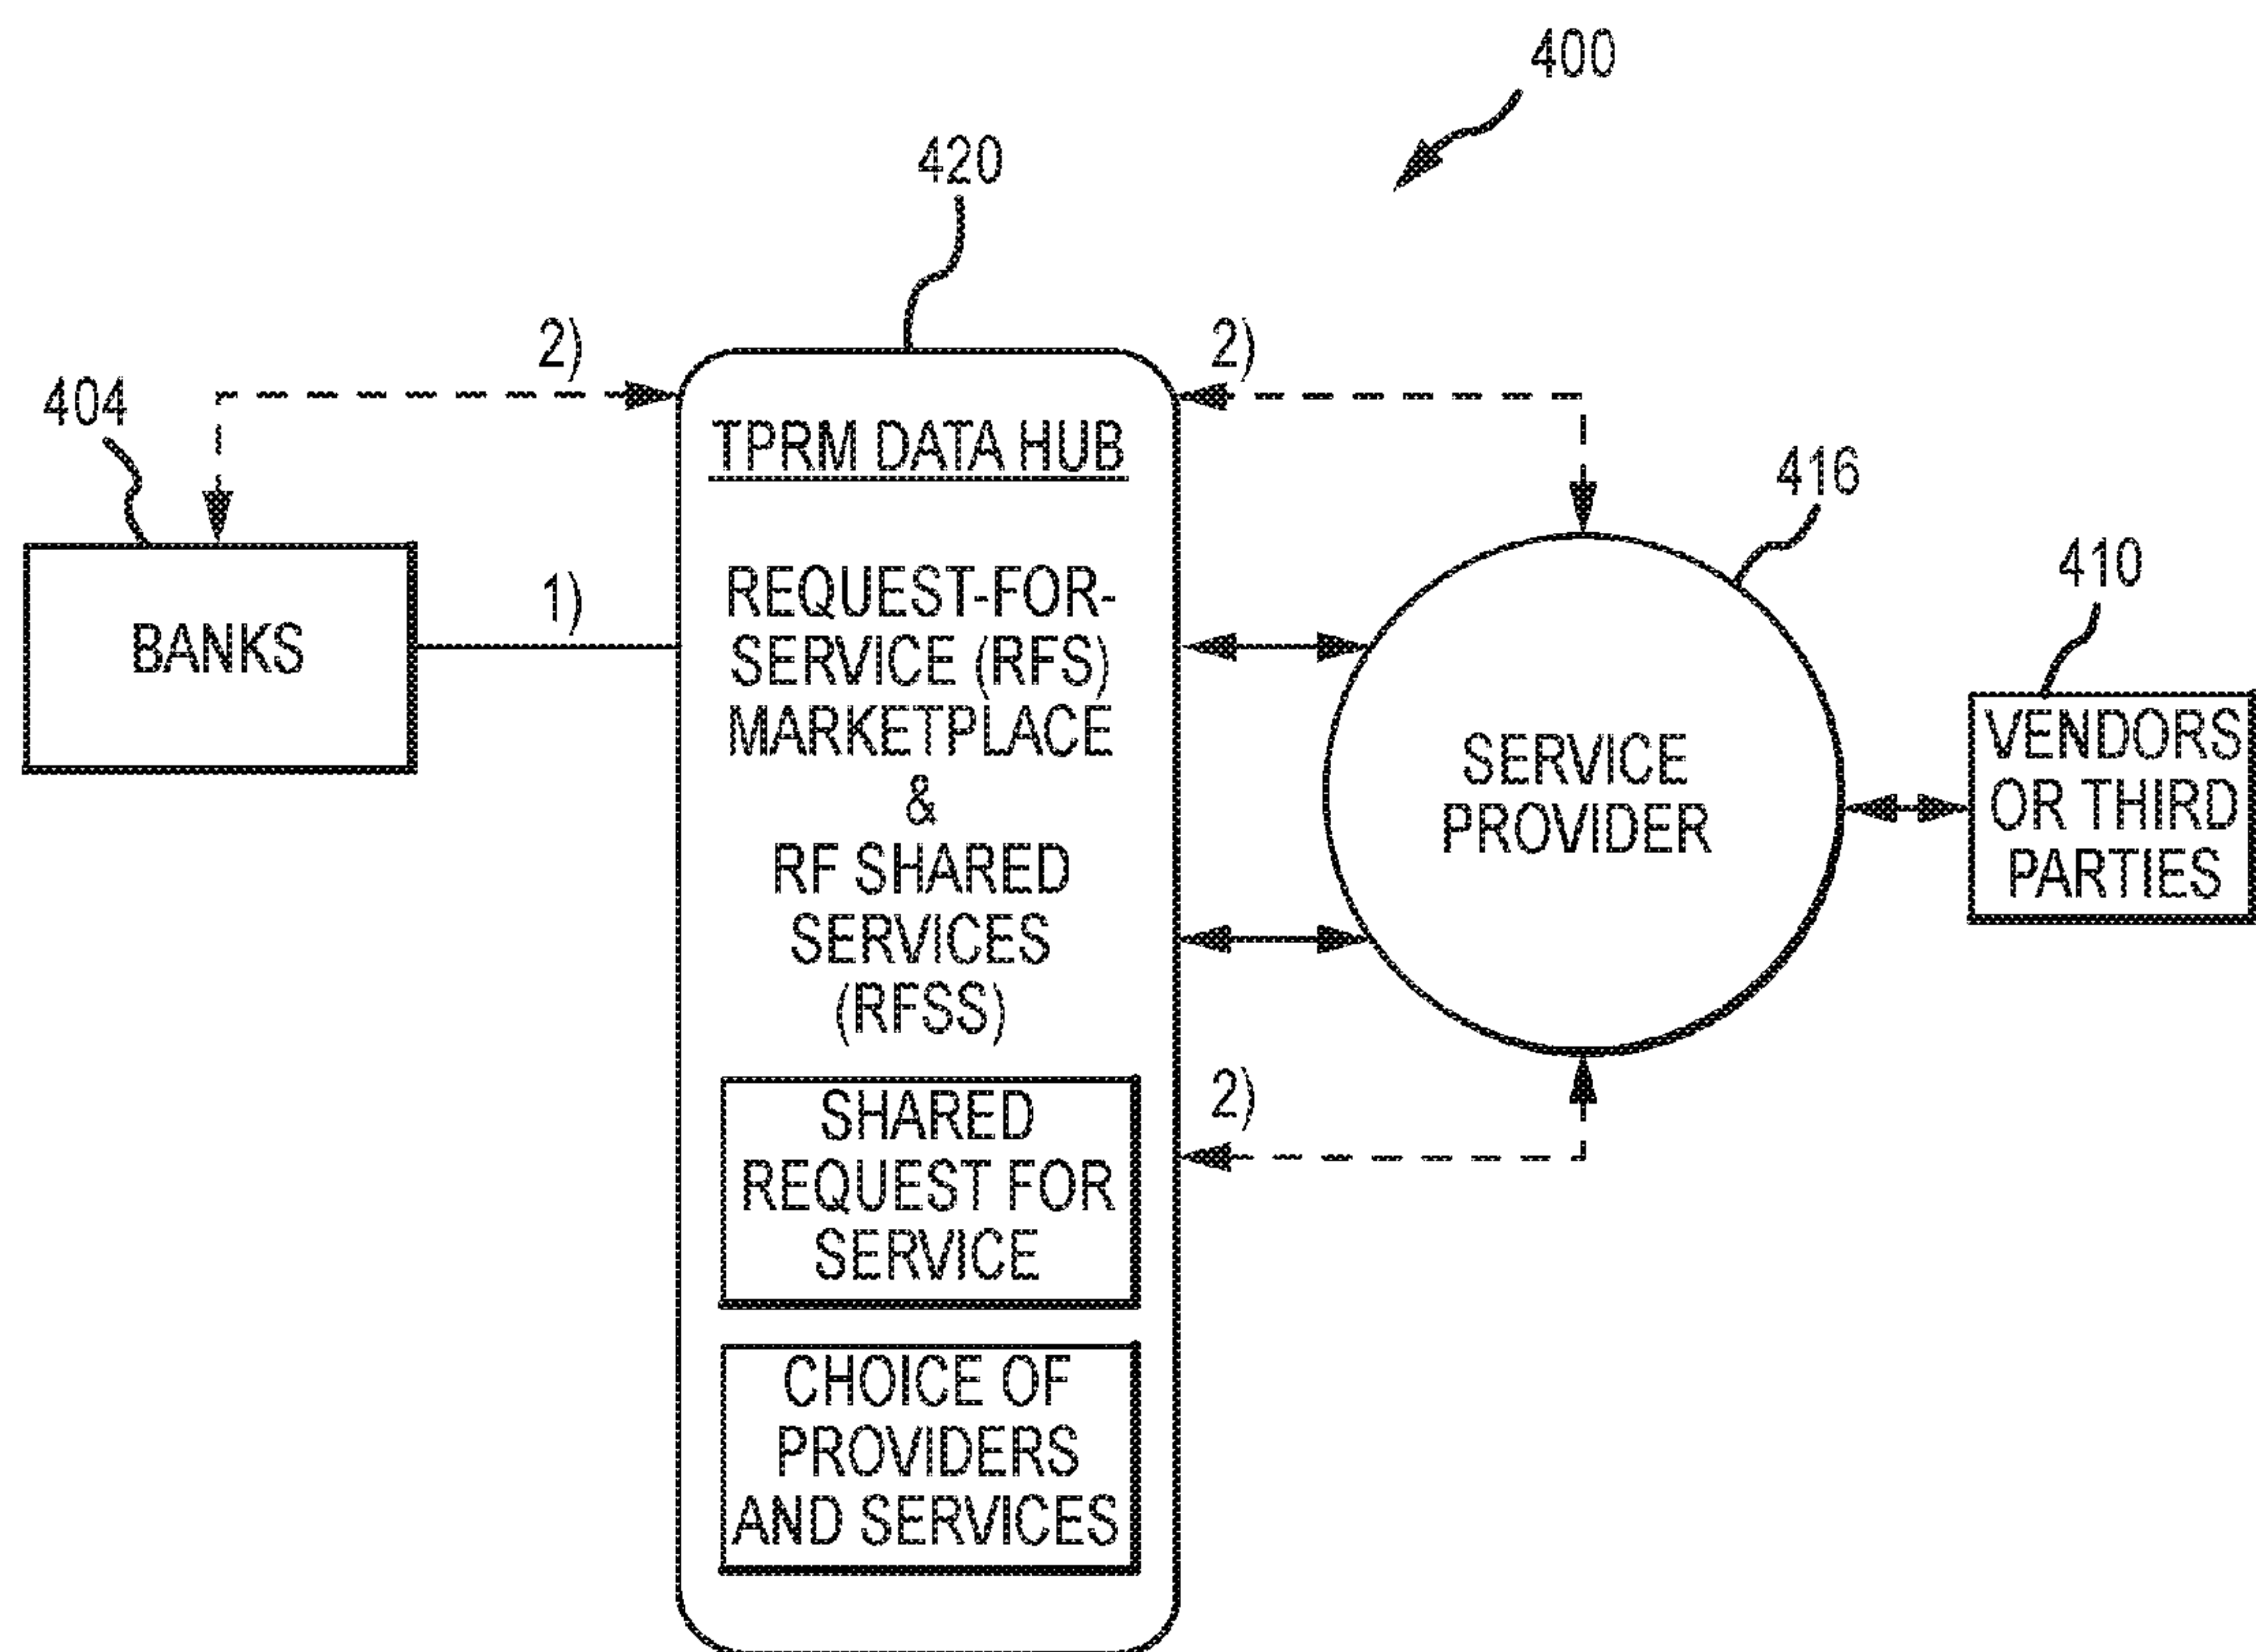 400
420
2)
2)
404
TPRM DATA HUB
416
REQUEST-FOR-
SERVICE (RFS)
MARKETPLACE
&
RF SHARED
SERVICES
(RFSS)
1)
BANKS
410
SERVICE
PROVIDER
VENDORS
OR THIRD
PARTIES
2)
SHARED
REQUEST FOR
SERVICE
CHOICE OF
PROVIDERS
AND SERVICES